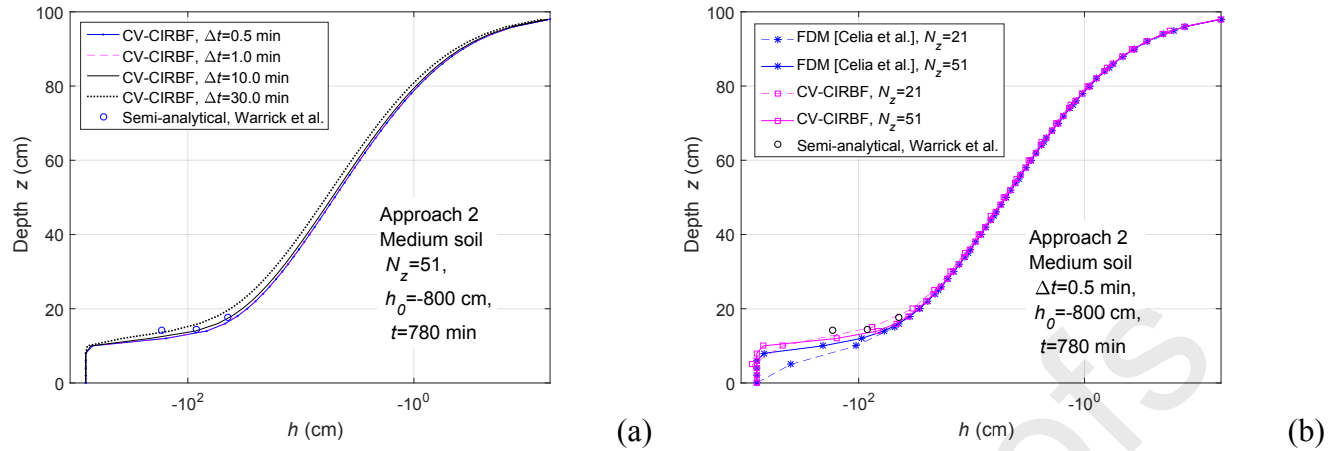 CV-CIRBF, Δt=0.5 min
CV-CIRBF, Δt=1.0 min
CV-CIRBF, Δt=10.0 min
CV-CIRBF, Δt=30.0 min
Semi-analytical, Warrick et al.
100
80
60
40
20
0
Depth z (cm)
Approach 2
Medium soil
N_z=51,
h_0=-800 cm,
t=780 min
-10^2
-10^0
h (cm)
(a)
FDM [Celia et al.], N_z=21
FDM [Celia et al.], N_z=51
CV-CIRBF, N_z=21
CV-CIRBF, N_z=51
Semi-analytical, Warrick et al.
100
80
60
40
20
0
Depth z (cm)
Approach 2
Medium soil
Δt=0.5 min,
h_0=-800 cm,
t=780 min
-10^2
-10^0
h (cm)
(b)
ofs